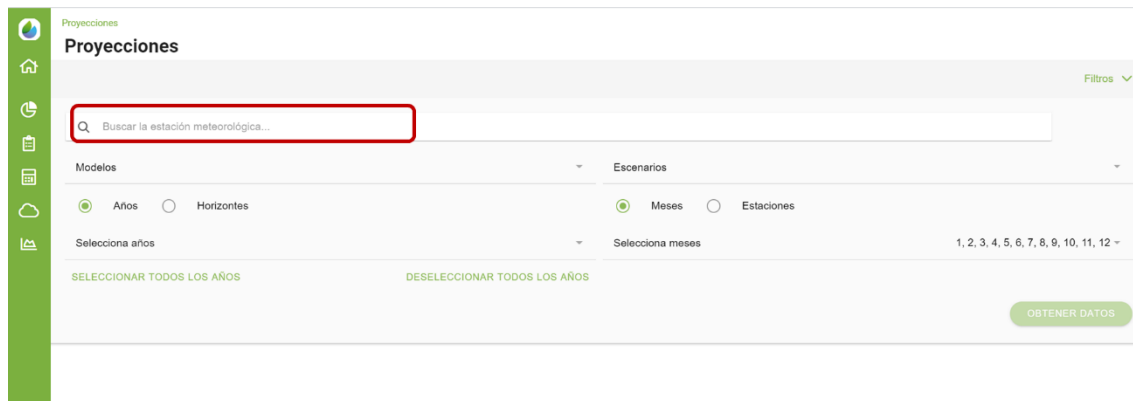 Proyecciones
Proyecciones
Filtros
Buscar la estación meteorológica...
Modelos
Escenarios
Años Horizontes
Meses Estaciones
Selecciona años
Selecciona meses 1, 2, 3, 4, 5, 6, 7, 8, 9, 10, 11, 12
SELECCIONAR TODOS LOS AÑOS DESELECCIONAR TODOS LOS AÑOS
OBTENER DATOS